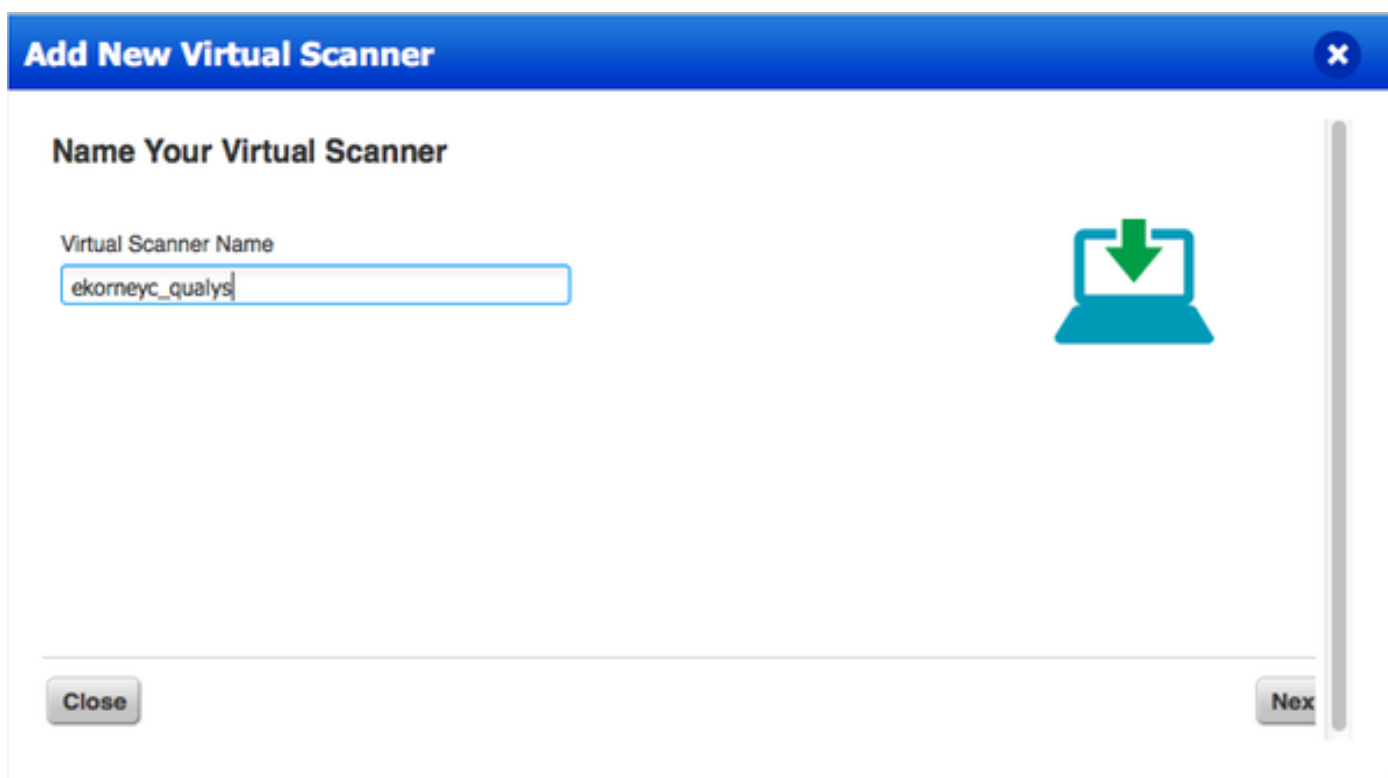 Add New Virtual Scanner
Name Your Virtual Scanner
Virtual Scanner Name
ekorneyc_qualys
Close
Nex